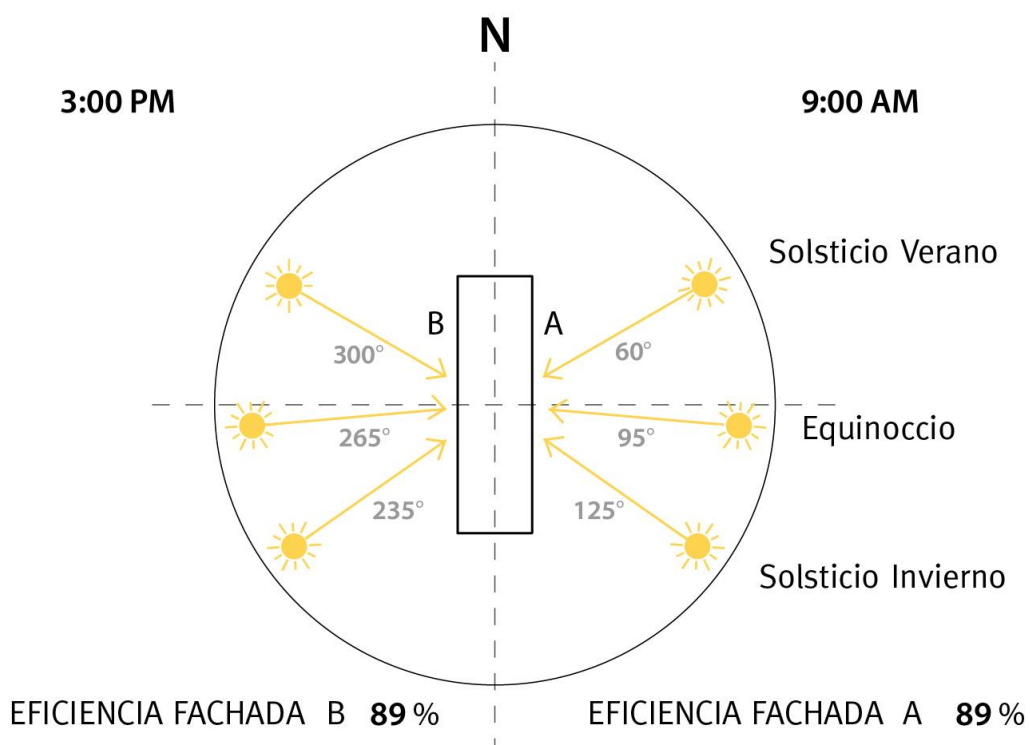 N
3:00 PM
9:00 AM
Solsticio Verano
B
A
300°
60°
265°
95°
Equinoccio
235°
125°
Solsticio Invierno
EFICIENCIA FACHADA B 89 %
EFICIENCIA FACHADA A 89 %